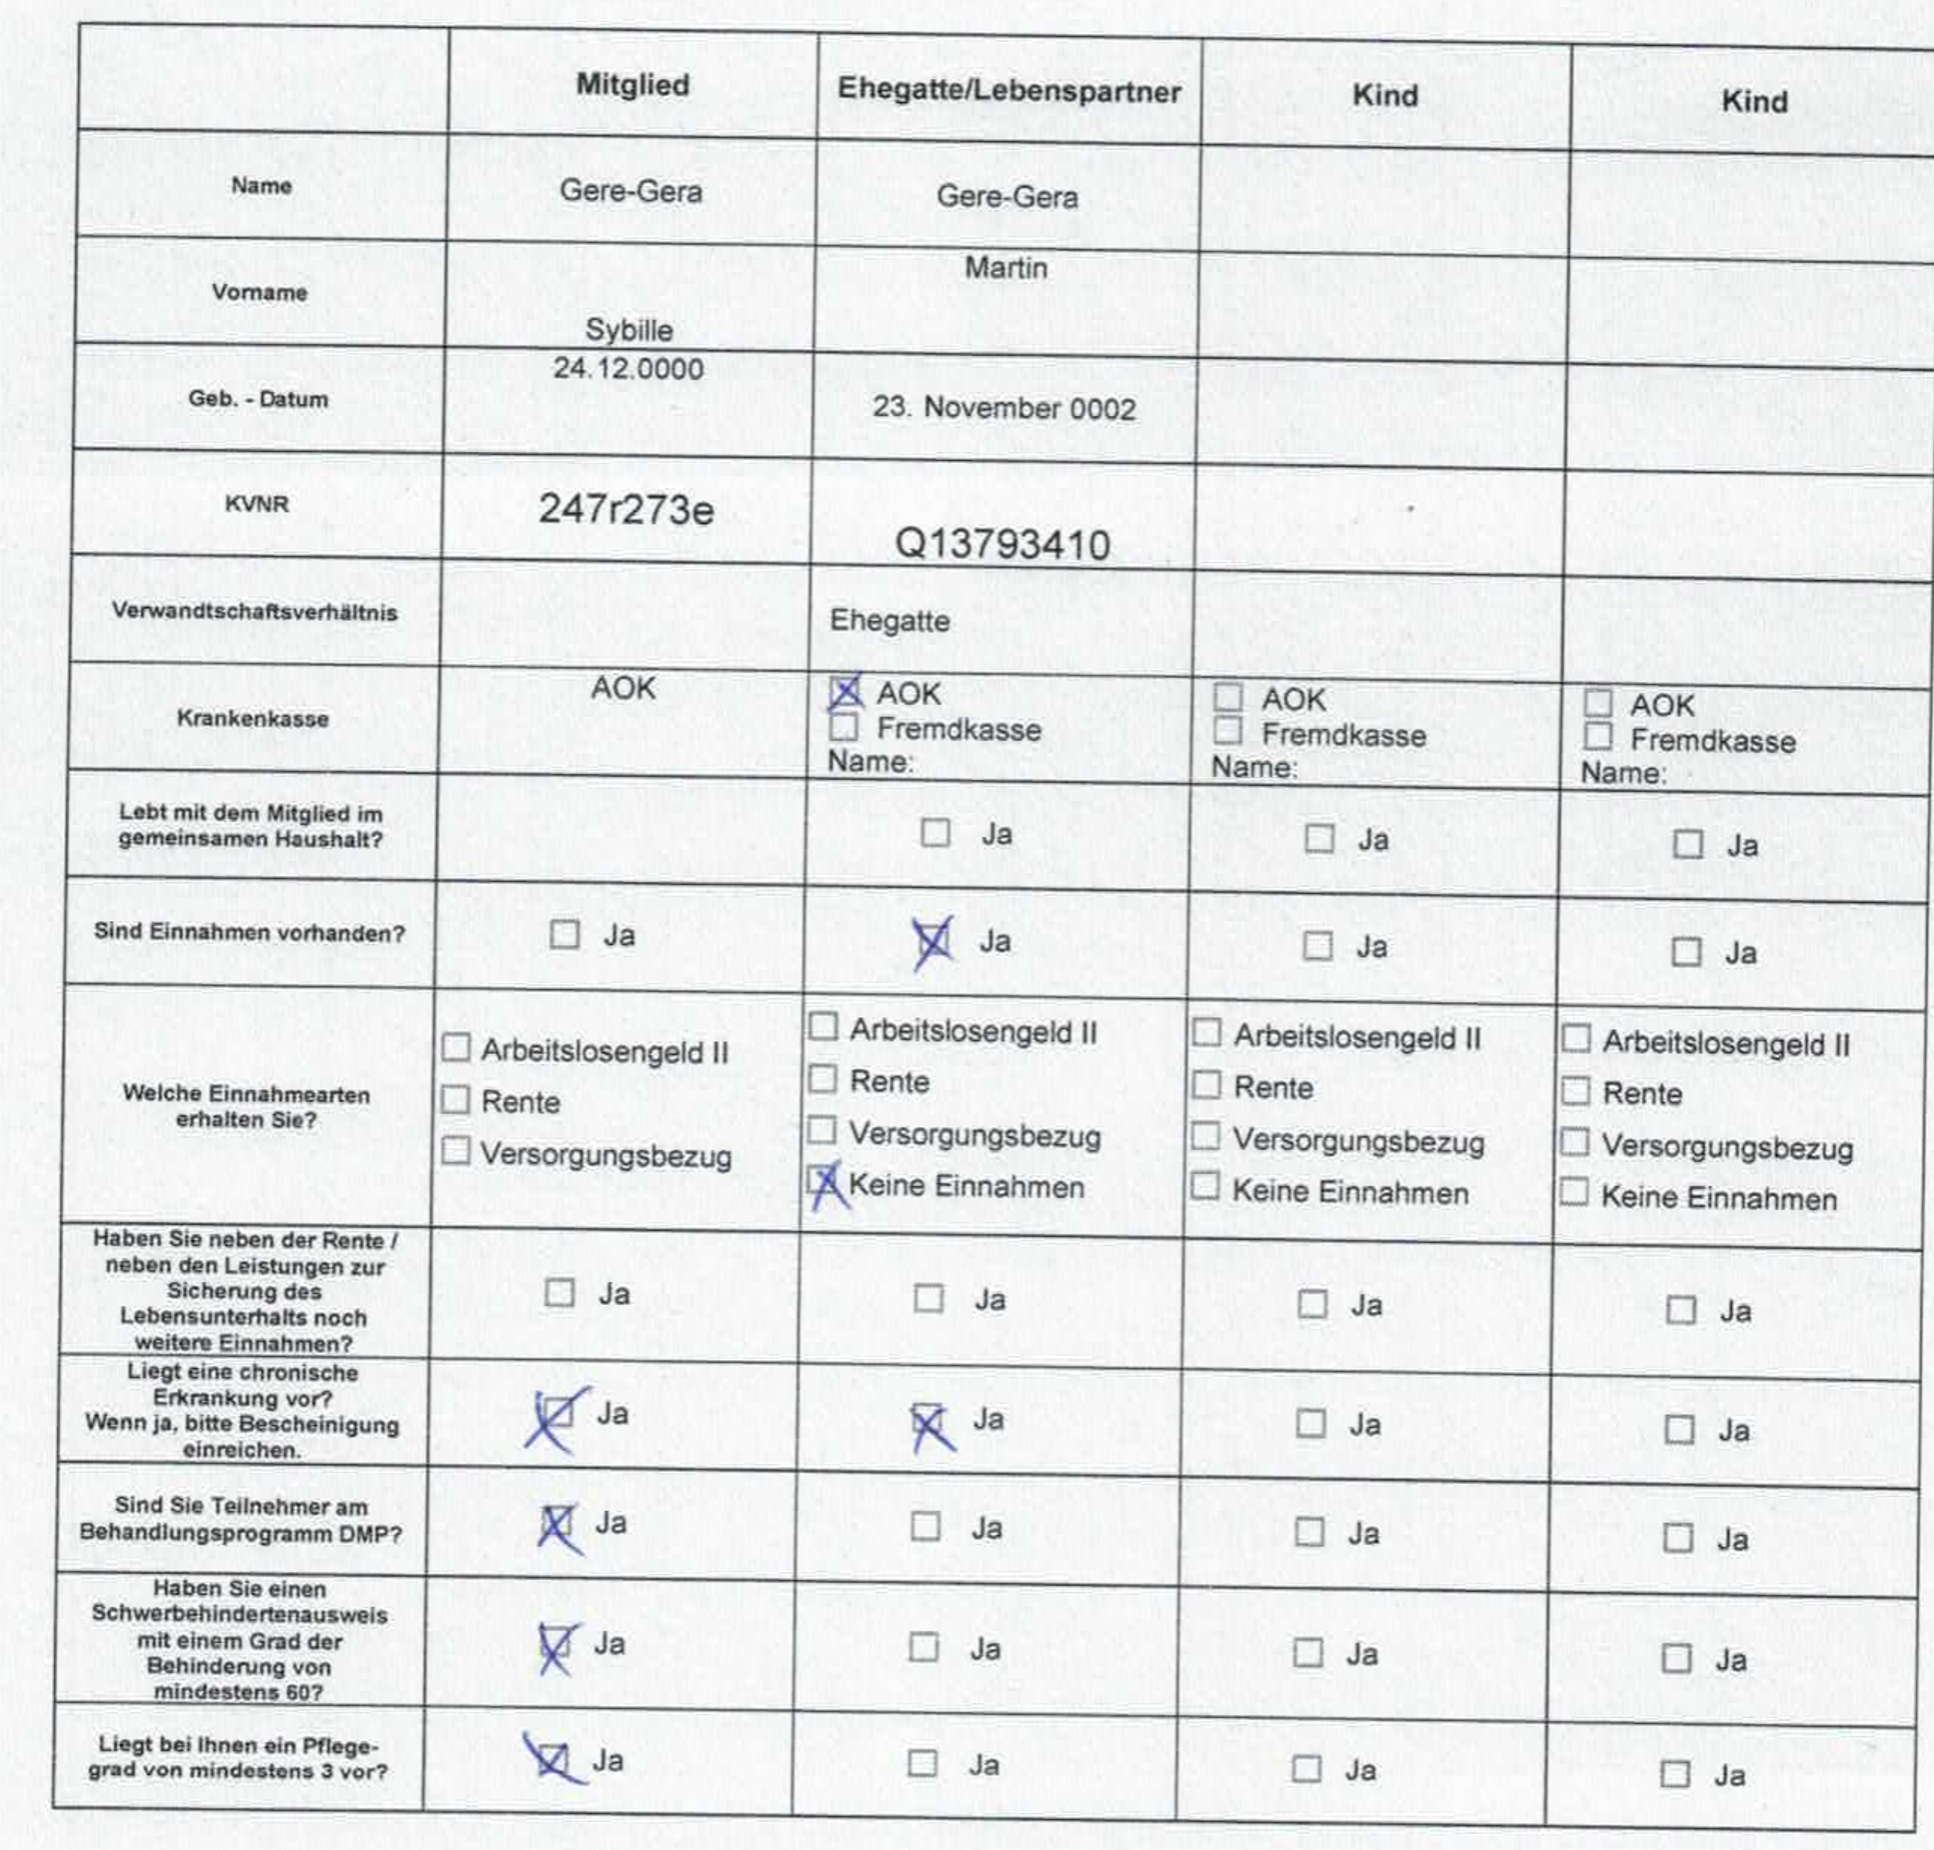 Mitglied Ehegatte/Lebenspartner Kind Kind
Name Gere-Gera Gere-Gera
Vorname Sybille Martin
Geb. - Datum 24.12.0000 23. November 0002
KVNR 247r273e Q13793410
Verwandtschaftsverhältnis Ehegatte
Krankenkasse AOK
☒ AOK
☐ Fremdkasse
Name:
☐ AOK
☐ Fremdkasse
Name:
☐ AOK
☐ Fremdkasse
Name:
Lebt mit dem Mitglied im
gemeinsamen Haushalt?
☐ Ja ☐ Ja ☐ Ja
Sind Einnahmen vorhanden? ☐ Ja ☒ Ja ☐ Ja ☐ Ja
Welche Einnahmearten
erhalten Sie?
☐ Arbeitslosengeld II
☐ Rente
☐ Versorgungsbezug
☐ Arbeitslosengeld II
☐ Rente
☐ Versorgungsbezug
☒ Keine Einnahmen
☐ Arbeitslosengeld II
☐ Rente
☐ Versorgungsbezug
☐ Keine Einnahmen
☐ Arbeitslosengeld II
☐ Rente
☐ Versorgungsbezug
☐ Keine Einnahmen
Haben Sie neben der Rente /
neben den Leistungen zur
Sicherung des
Lebensunterhalts noch
weitere Einnahmen?
☐ Ja ☐ Ja ☐ Ja ☐ Ja
Liegt eine chronische
Erkrankung vor?
Wenn ja, bitte Bescheinigung
einreichen.
☒ Ja ☒ Ja ☐ Ja ☐ Ja
Sind Sie Teilnehmer am
Behandlungsprogramm DMP?
☒ Ja ☐ Ja ☐ Ja ☐ Ja
Haben Sie einen
Schwerbehindertenausweis
mit einem Grad der
Behinderung von
mindestens 60?
☒ Ja ☐ Ja ☐ Ja ☐ Ja
Liegt bei Ihnen ein Pflege-
grad von mindestens 3 vor?
☒ Ja ☐ Ja ☐ Ja ☐ Ja